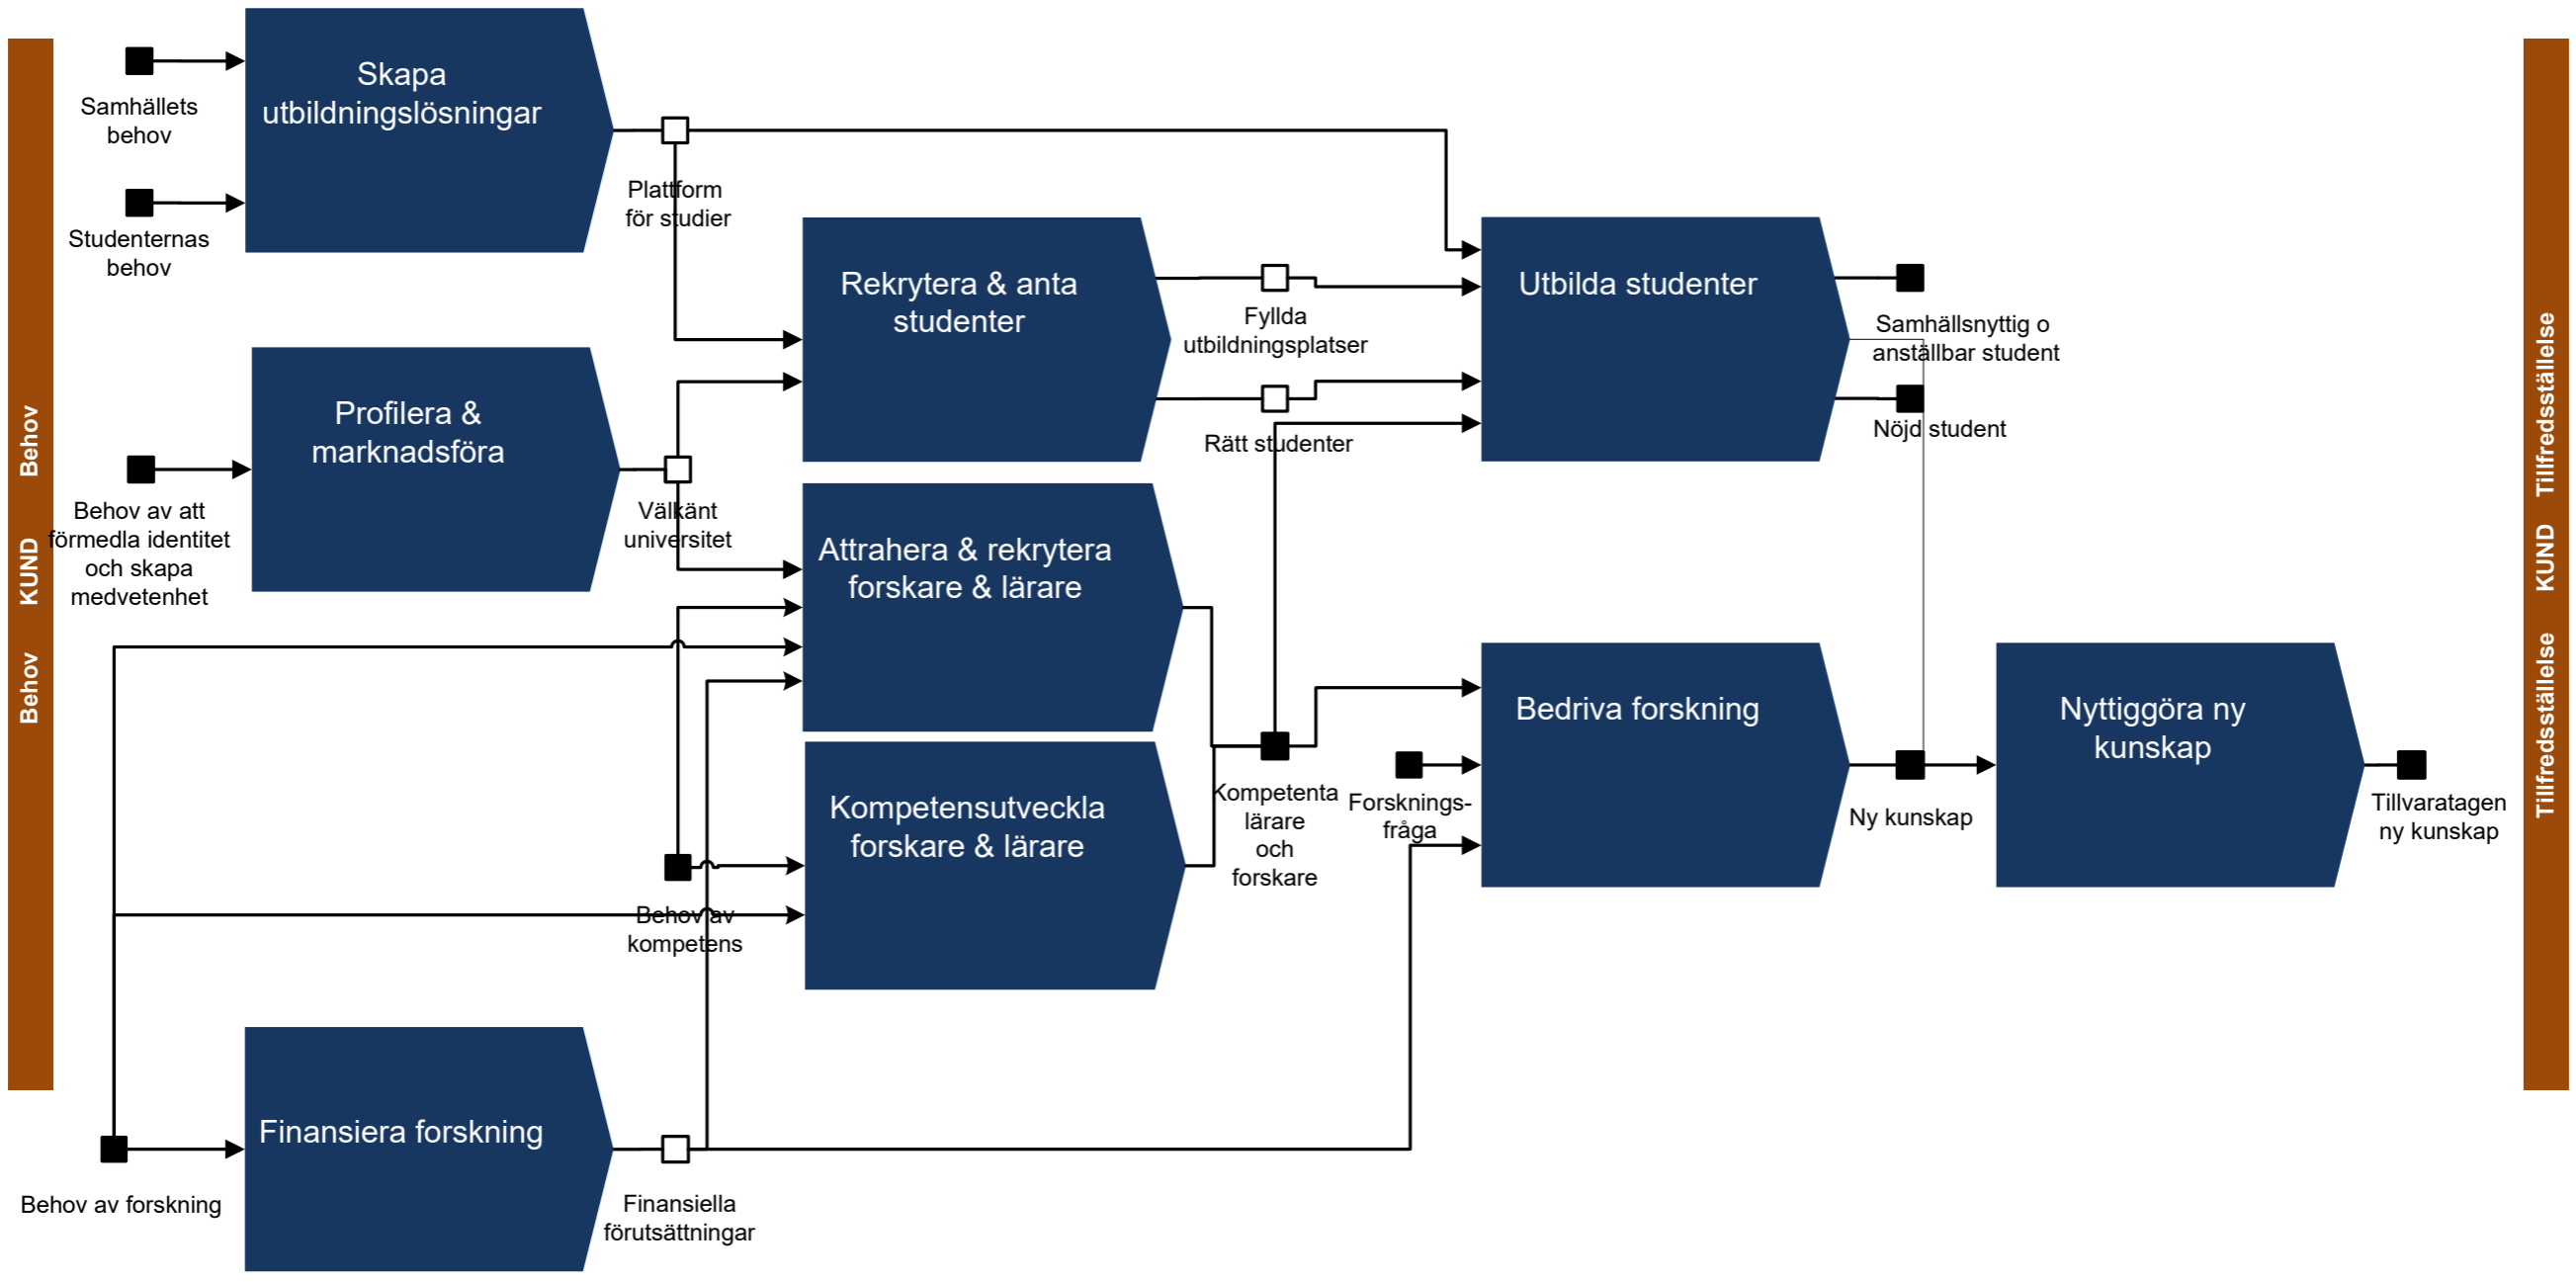 Skapa
utbildningslösningar
Samhällets
behov
Studenternas
behov
Plattform
för studier
Rekrytera & anta
studenter
Fyllda
utbildningsplatser
Rätt studenter
Utbilda studenter
Samhällsnyttig o
anställbar student
Nöjd student
Profilera &
marknadsföra
Behov av att
förmedla identitet
och skapa
medvetenhet
Välkänt
universitet
Attrahera & rekrytera
forskare & lärare
Kompetensutveckla
forskare & lärare
Behov av
kompetens
Kompetenta
lärare
och
forskare
Forsknings-
fråga
Bedriva forskning
Ny kunskap
Nyttiggöra ny
kunskap
Tillvaratagen
ny kunskap
Finansiera forskning
Behov av forskning
Finansiella
förutsättningar
Behov KUND Behov
Tillfredsställelse KUND Tillfredsställelse